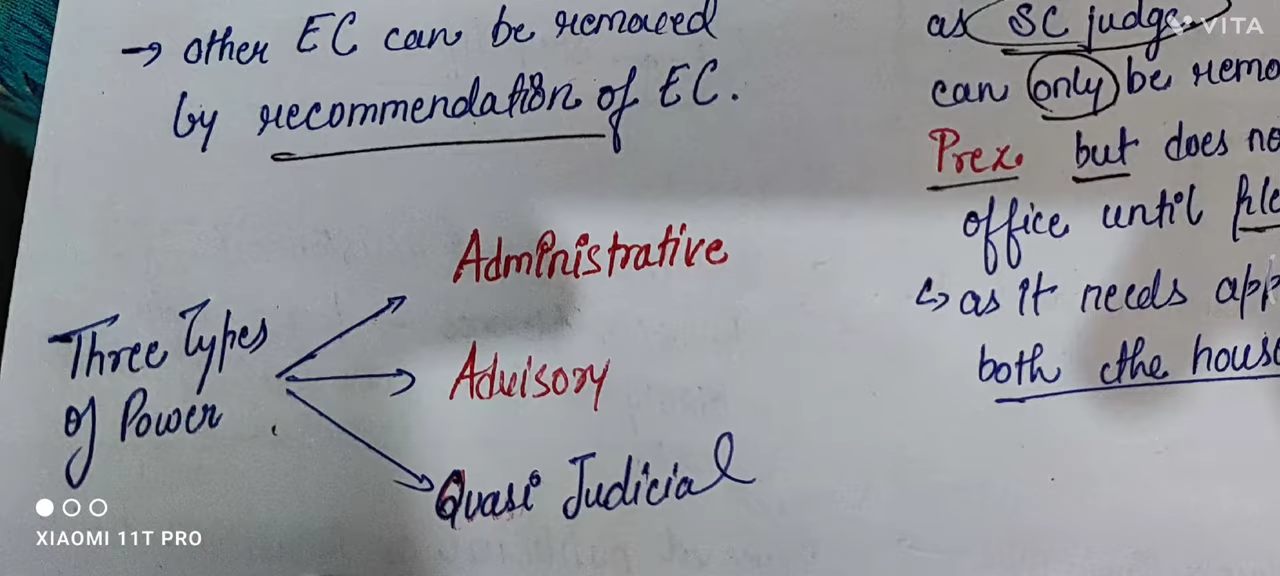 → other EC can be removed
by recommendation of EC.
Three Types
of Power
Administrative
Advisory
Quasi Judicial
as SC judge
can only be remo
Prez. but does no
office until
↳ as it needs app
both the house
VITA
XIAOMI 11T PRO